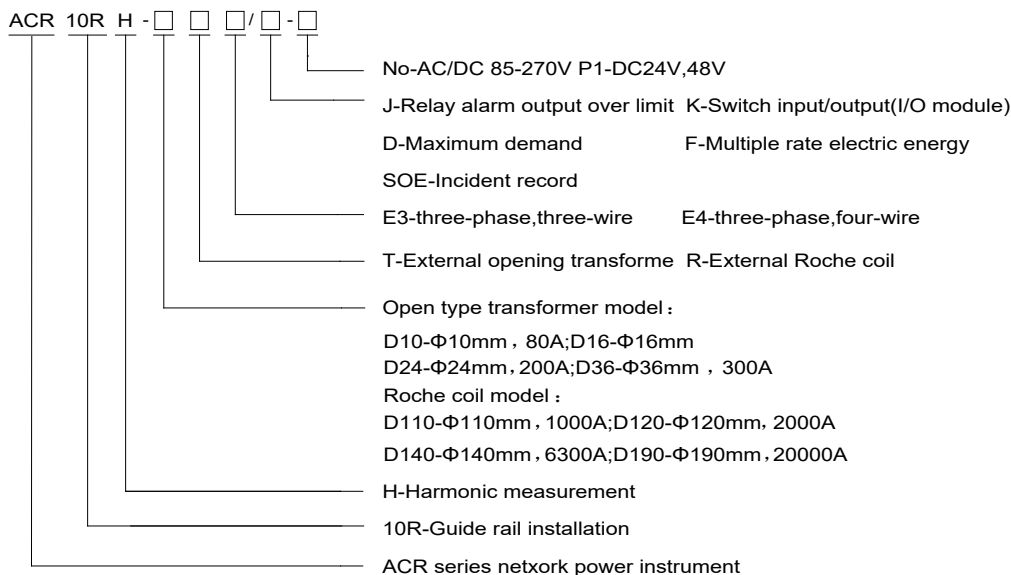 ACR 10R H - □ □ □ / □ - □
No-AC/DC 85-270V P1-DC24V,48V
J-Relay alarm output over limit K-Switch input/output(I/O module)
D-Maximum demand F-Multiple rate electric energy
SOE-Incident record
E3-three-phase,three-wire E4-three-phase,four-wire
T-External opening transforme R-External Roche coil
Open type transformer model：
D10-Φ10mm，80A;D16-Φ16mm
D24-Φ24mm，200A;D36-Φ36mm，300A
Roche coil model：
D110-Φ110mm，1000A;D120-Φ120mm，2000A
D140-Φ140mm，6300A;D190-Φ190mm，20000A
H-Harmonic measurement
10R-Guide rail installation
ACR series netxork power instrument